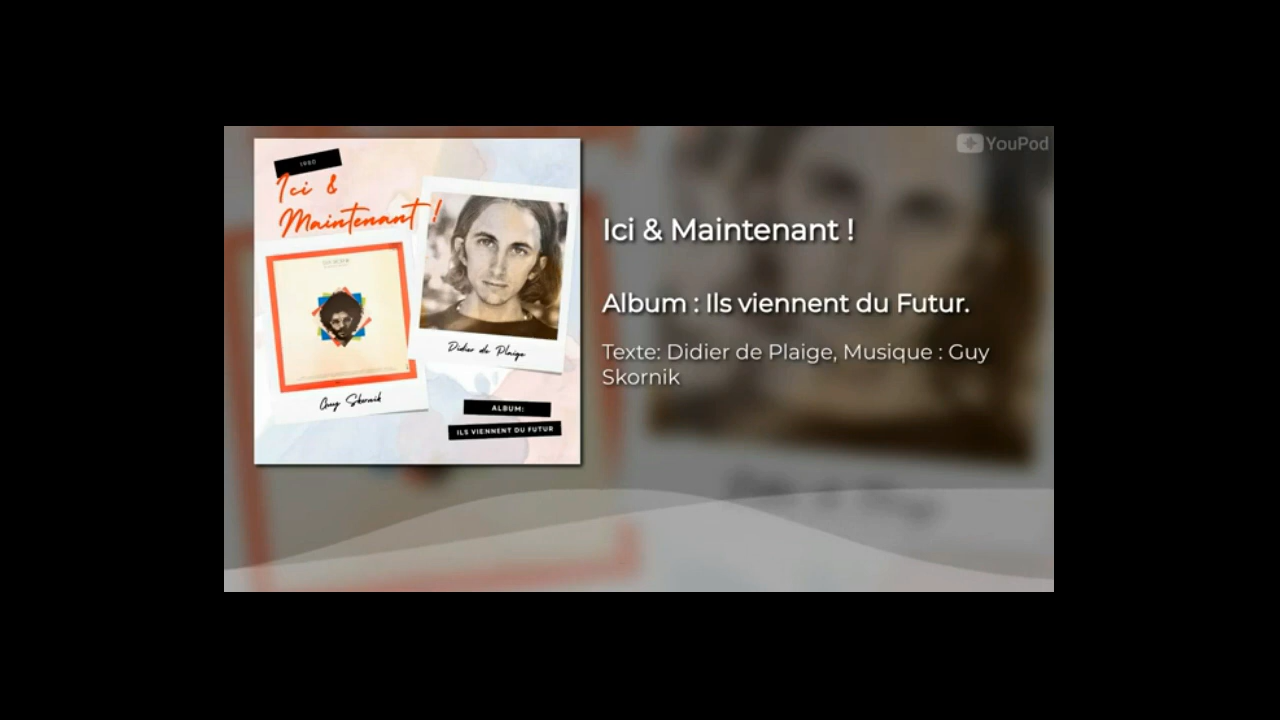 YouPod
1980
Ici &
Maintenant !
Didier de Plaige
Guy Skornik
ALBUM:
ILS VIENNENT DU FUTUR
Ici & Maintenant !
Album : Ils viennent du Futur.
Texte: Didier de Plaige, Musique : Guy
Skornik